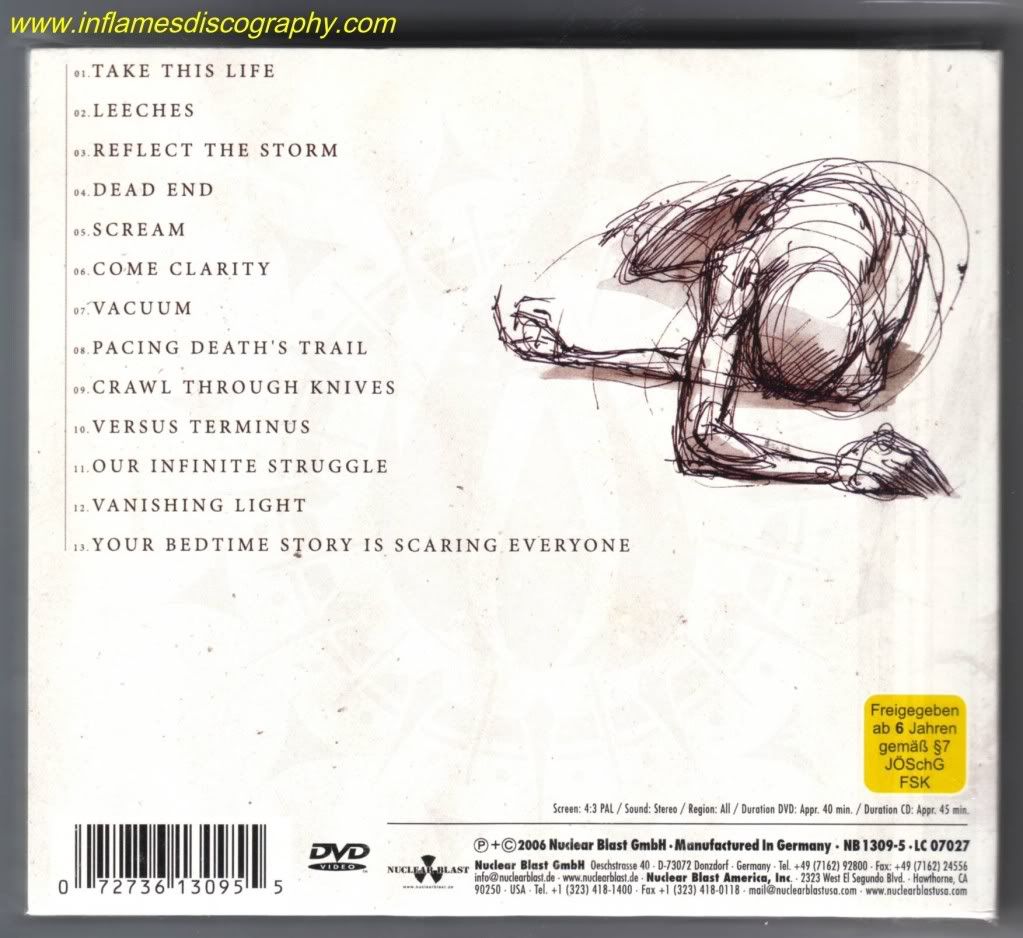 www.inflamesdiscography.com
01. TAKE THIS LIFE
02. LEECHES
03. REFLECT THE STORM
04. DEAD END
05. SCREAM
06. COME CLARITY
07. VACUUM
08. PACING DEATH'S TRAIL
09. CRAWL THROUGH KNIVES
10. VERSUS TERMINUS
11. OUR INFINITE STRUGGLE
12. VANISHING LIGHT
13. YOUR BEDTIME STORY IS SCARING EVERYONE
Freigegeben
ab 6 Jahren
gemäß §7
JÖSchG
FSK
Screen: 4:3 PAL / Sound: Stereo / Region: All / Duration DVD: Appr. 40 min. / Duration CD: Appr. 45 min.
0 72736 13095 5
DVD
VIDEO
NUCLEAR BLAST
www.nuclearblast.de
Ⓟ+©2006 Nuclear Blast GmbH · Manufactured In Germany · NB 1309-5 · LC 07027
Nuclear Blast GmbH Oeschstrasse 40 · D-73072 Donzdorf · Germany · Tel. +49 (7162) 92800 · Fax: +49 (7162) 24556
info@nuclearblast.de · www.nuclearblast.de · Nuclear Blast America, Inc. · 2323 West El Segundo Blvd. · Hawthorne, CA
90250 · USA · Tel. +1 (323) 418-1400 · Fax +1 (323) 418-0118 · mail@nuclearblastusa.com · www.nuclearblastusa.com